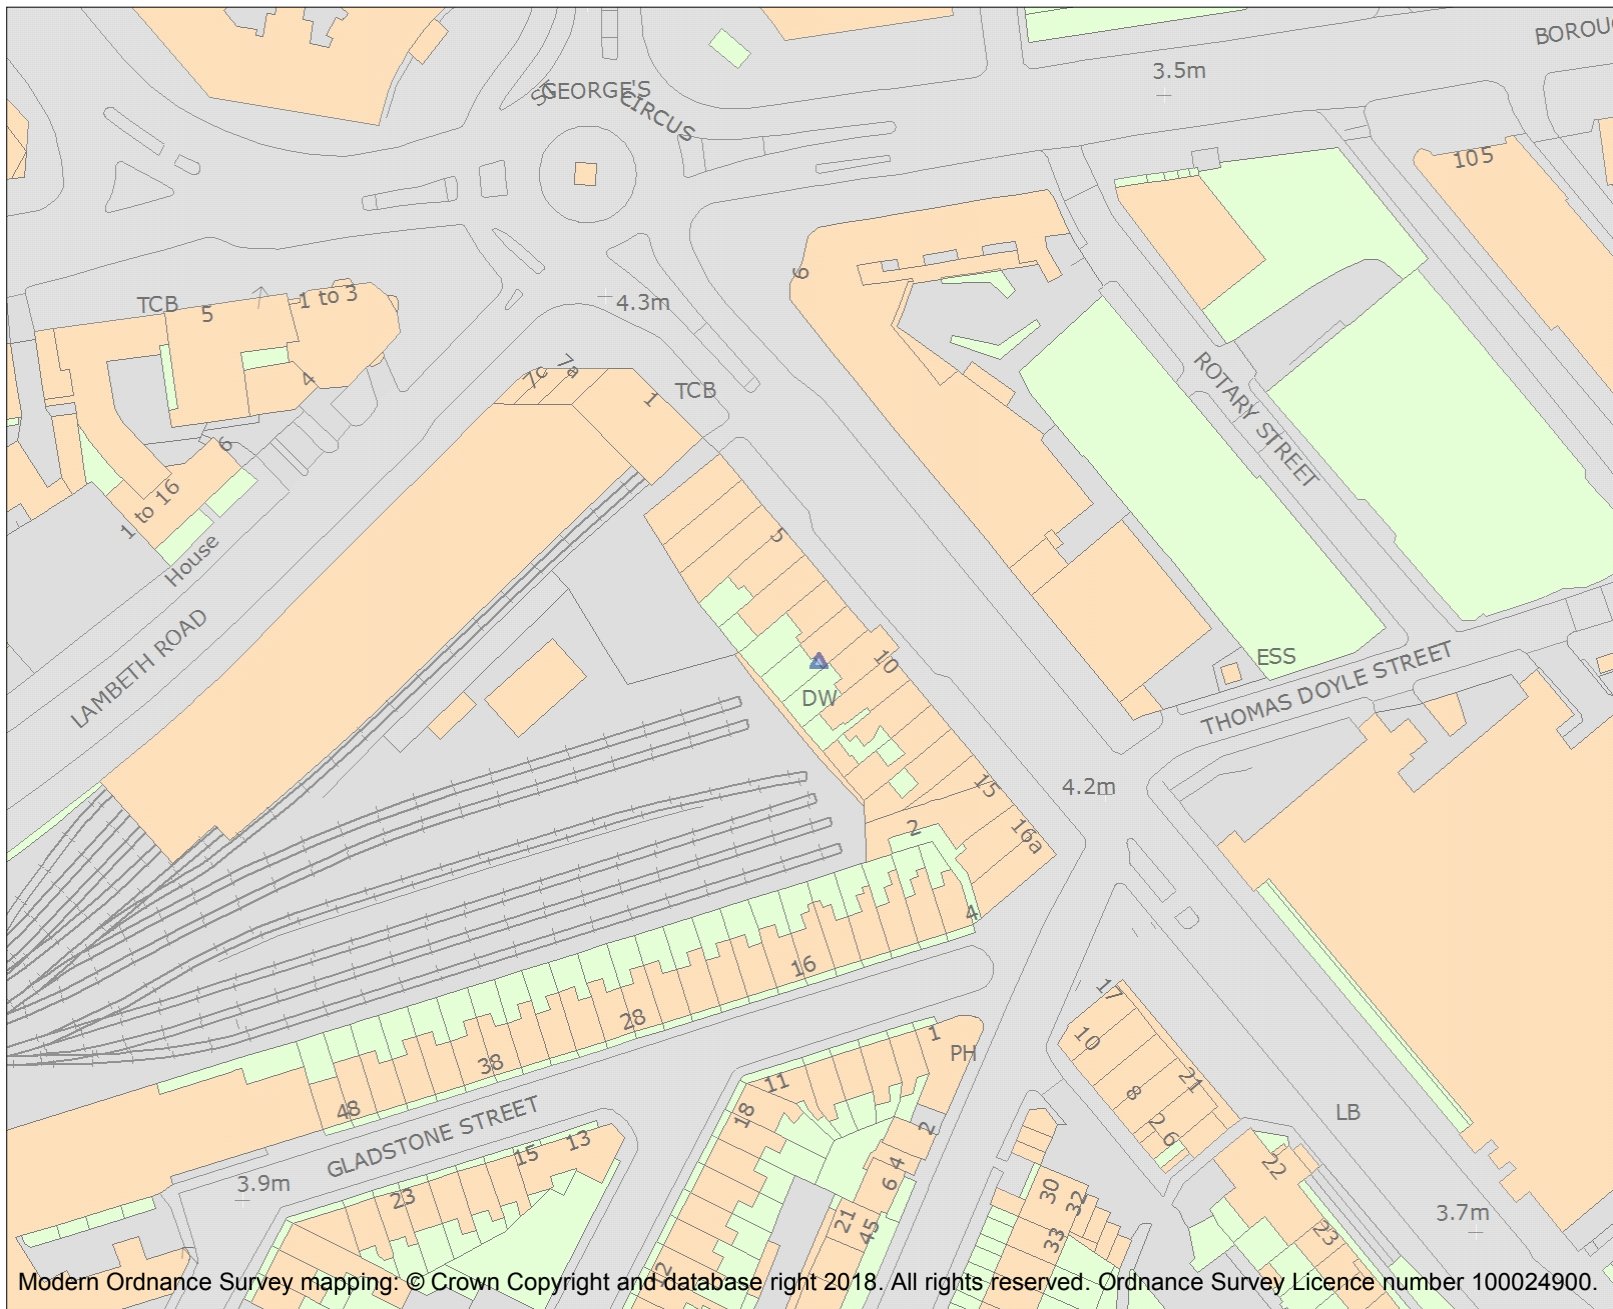 BOROU
3.5m
ST
GEORGE'S
CIRCUS
105
6
TCB
5
1 to 3
4.3m
4
7c
7a
1
TCB
ROTARY STREET
6
1 to 16
House
5
LAMBETH ROAD
10
DW
ESS
THOMAS DOYLE STREET
4.2m
15
16a
2
4
16
28
38
48
17
10
8
2 6
21
1
PH
11
18
2
LB
GLADSTONE STREET
13
15
23
3.9m
4
6
21
45
30
32
33
22
23
3.7m
12
Modern Ordnance Survey mapping: © Crown Copyright and database right 2018. All rights reserved. Ordnance Survey Licence number 100024900.